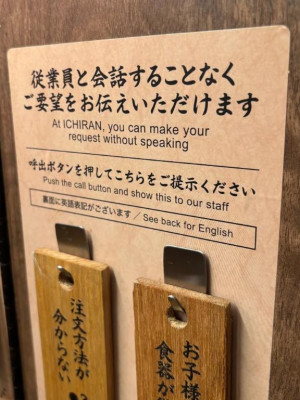 従業員と会話することなく
ご要望をお伝えいただけます
At ICHIRAN, you can make your
request without speaking
呼出ボタンを押してこちらをご提示ください
Push the call button and show this to our staff
裏面に英語表記がございます / See back for English
注文方法が
分からない
お子様
食器が